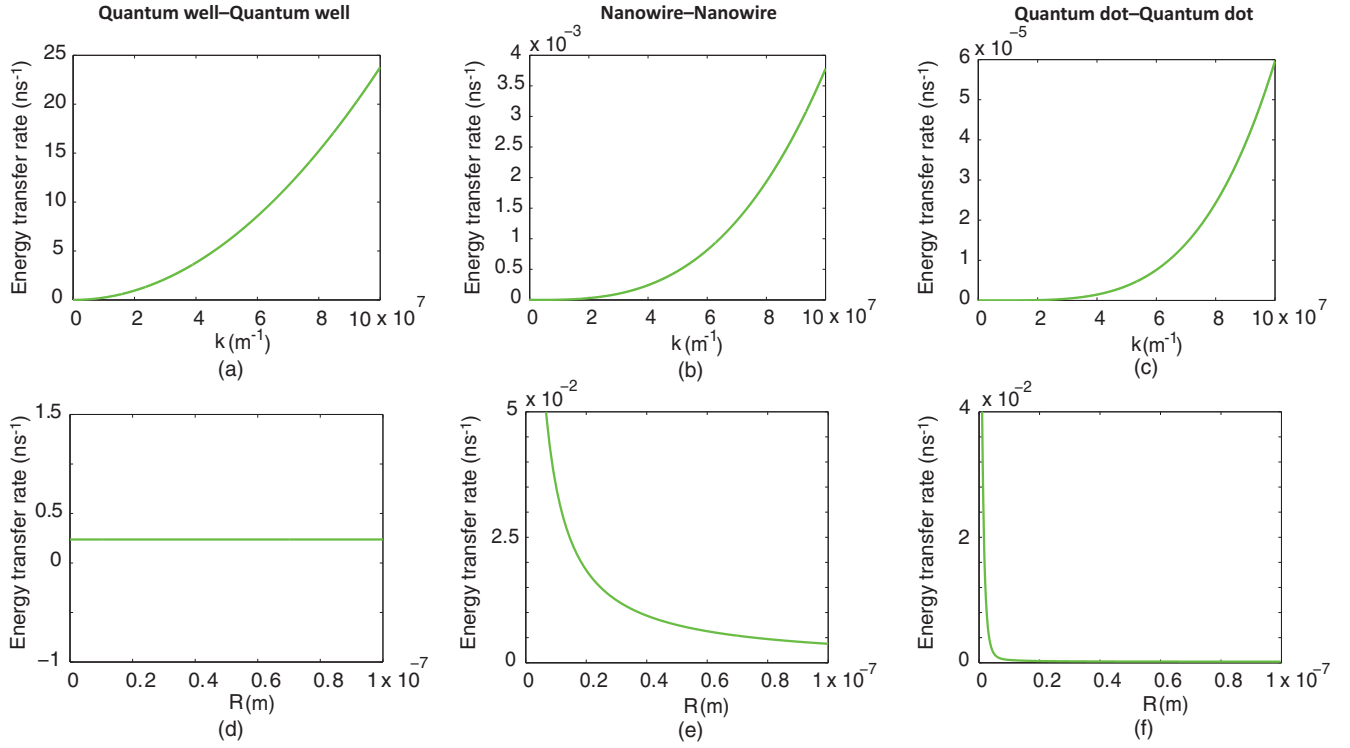 Quantum well–Quantum well
Nanowire–Nanowire
Quantum dot–Quantum dot
25
20
15
10
5
0
Energy transfer rate (ns-1)
0 2 4 6 8 10 x 10 7
k (m-1)
(a)
4 x 10 −3
3.5
3
2.5
2
1.5
1
0.5
0
Energy transfer rate (ns-1)
0 2 4 6 8 10 x 10 7
k (m-1)
(b)
6 x 10 −5
5
4
3
2
1
0
Energy transfer rate (ns-1)
0 2 4 6 8 10 x 10 7
k (m-1)
(c)
1.5
0.5
0
−1
Energy transfer rate (ns-1)
0 0.2 0.4 0.6 0.8 1 x 10 −7
R (m)
(d)
5 x 10 −2
2.5
0
Energy transfer rate (ns-1)
0 0.2 0.4 0.6 0.8 1 x 10 −7
R (m)
(e)
4 x 10 −2
2
0
Energy transfer rate (ns-1)
0 0.2 0.4 0.6 0.8 1 x 10 −7
R (m)
(f)